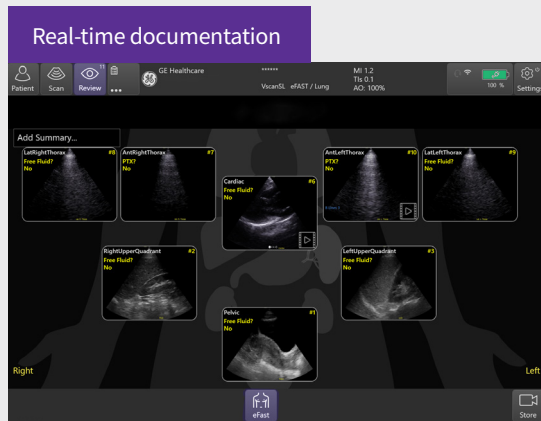 Real-time documentation
Patient
Scan
11
Review
GE Healthcare
******
VscanSL eFAST / Lung
MI 1.2
TIs 0.1
AO: 100%
100 %
Settings
Add Summary...
LatRightThorax #8
Free Fluid?
No
AntRightThorax #7
PTX?
No
Cardiac #6
Free Fluid?
No
AntLeftThorax #10
PTX?
No
LatLeftThorax #9
Free Fluid?
No
RightUpperQuadrant #2
Free Fluid?
No
LeftUpperQuadrant #3
Free Fluid?
No
Pelvic #1
Free Fluid?
No
Right
Left
eFast
Store